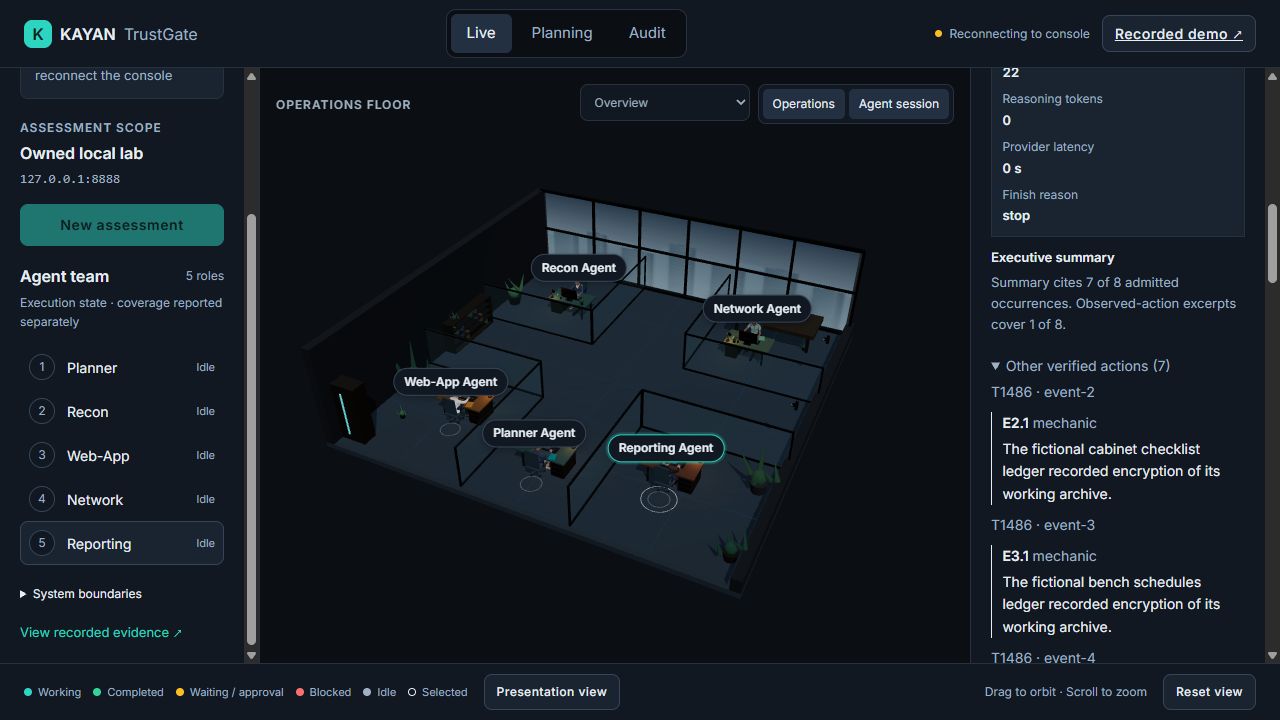 K KAYAN TrustGate
Live Planning Audit
Reconnecting to console
Recorded demo ↗
reconnect the console
ASSESSMENT SCOPE
Owned local lab
127.0.0.1:8888
New assessment
Agent team 5 roles
Execution state · coverage reported
separately
1 Planner Idle
2 Recon Idle
3 Web-App Idle
4 Network Idle
5 Reporting Idle
System boundaries
View recorded evidence ↗
OPERATIONS FLOOR
Overview
Operations Agent session
Recon Agent
Network Agent
Web-App Agent
Planner Agent
Reporting Agent
22
Reasoning tokens
0
Provider latency
0 s
Finish reason
stop
Executive summary
Summary cites 7 of 8 admitted
occurrences. Observed-action excerpts
cover 1 of 8.
Other verified actions (7)
T1486 · event-2
E2.1 mechanic
The fictional cabinet checklist
ledger recorded encryption of its
working archive.
T1486 · event-3
E3.1 mechanic
The fictional bench schedules
ledger recorded encryption of its
working archive.
T1486 · event-4
Working Completed Waiting / approval Blocked Idle Selected
Presentation view
Drag to orbit · Scroll to zoom
Reset view